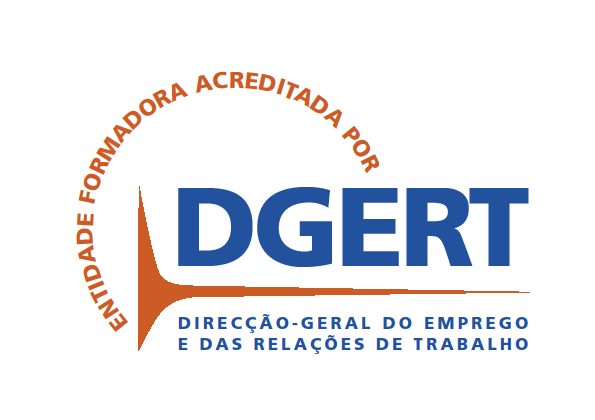 ENTIDADE FORMADORA ACREDITADA POR
DGERT
DIRECÇÃO-GERAL DO EMPREGO
E DAS RELAÇÕES DE TRABALHO